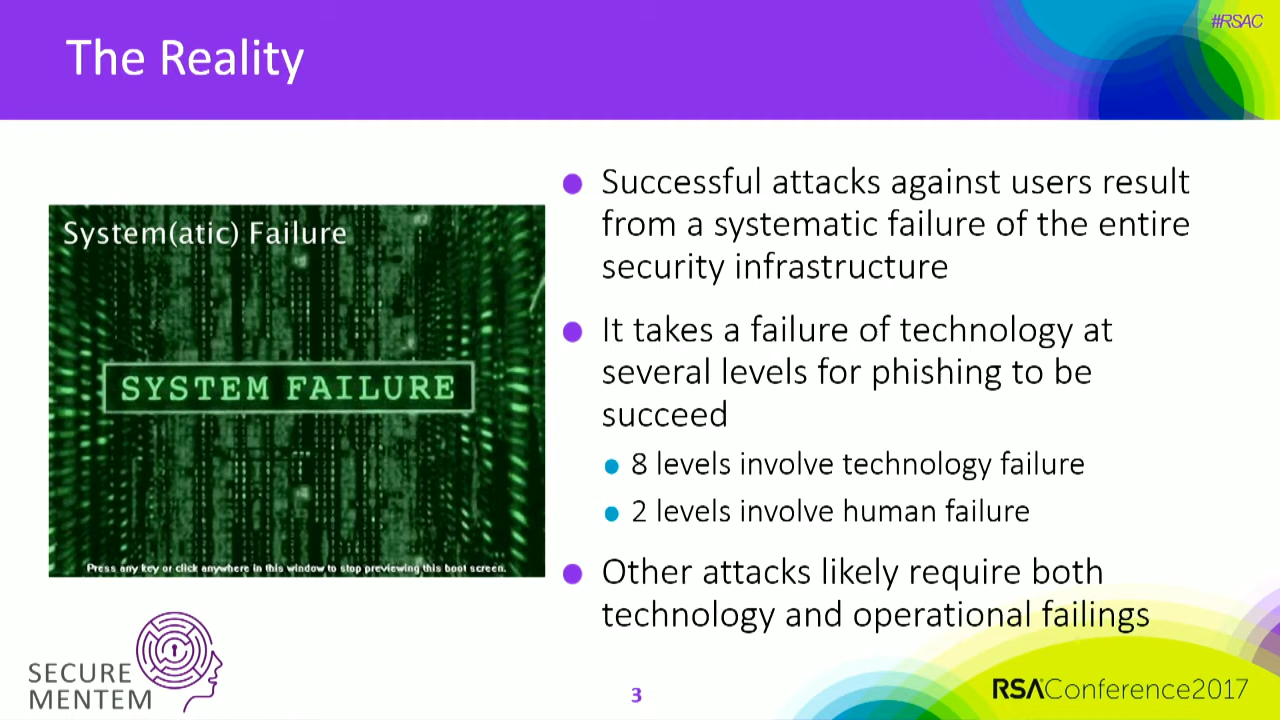 #RSAC
The Reality
System(atic) Failure
SYSTEM FAILURE
Press any key or click anywhere in this window to stop previewing this boot screen.
Successful attacks against users result
from a systematic failure of the entire
security infrastructure
It takes a failure of technology at
several levels for phishing to be
succeed
8 levels involve technology failure
2 levels involve human failure
Other attacks likely require both
technology and operational failings
SECURE
MENTEM
3
RSAConference2017